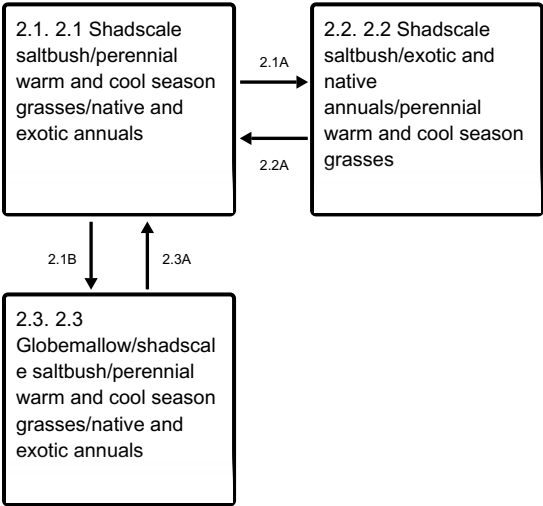 2.1. 2.1 Shadscale
saltbush/perennial
warm and cool season
grasses/native and
exotic annuals
2.1A
2.2A
2.2. 2.2 Shadscale
saltbush/exotic and
native
annuals/perennial
warm and cool season
grasses
2.1B
2.3A
2.3. 2.3
Globemallow/shadscal
e saltbush/perennial
warm and cool season
grasses/native and
exotic annuals